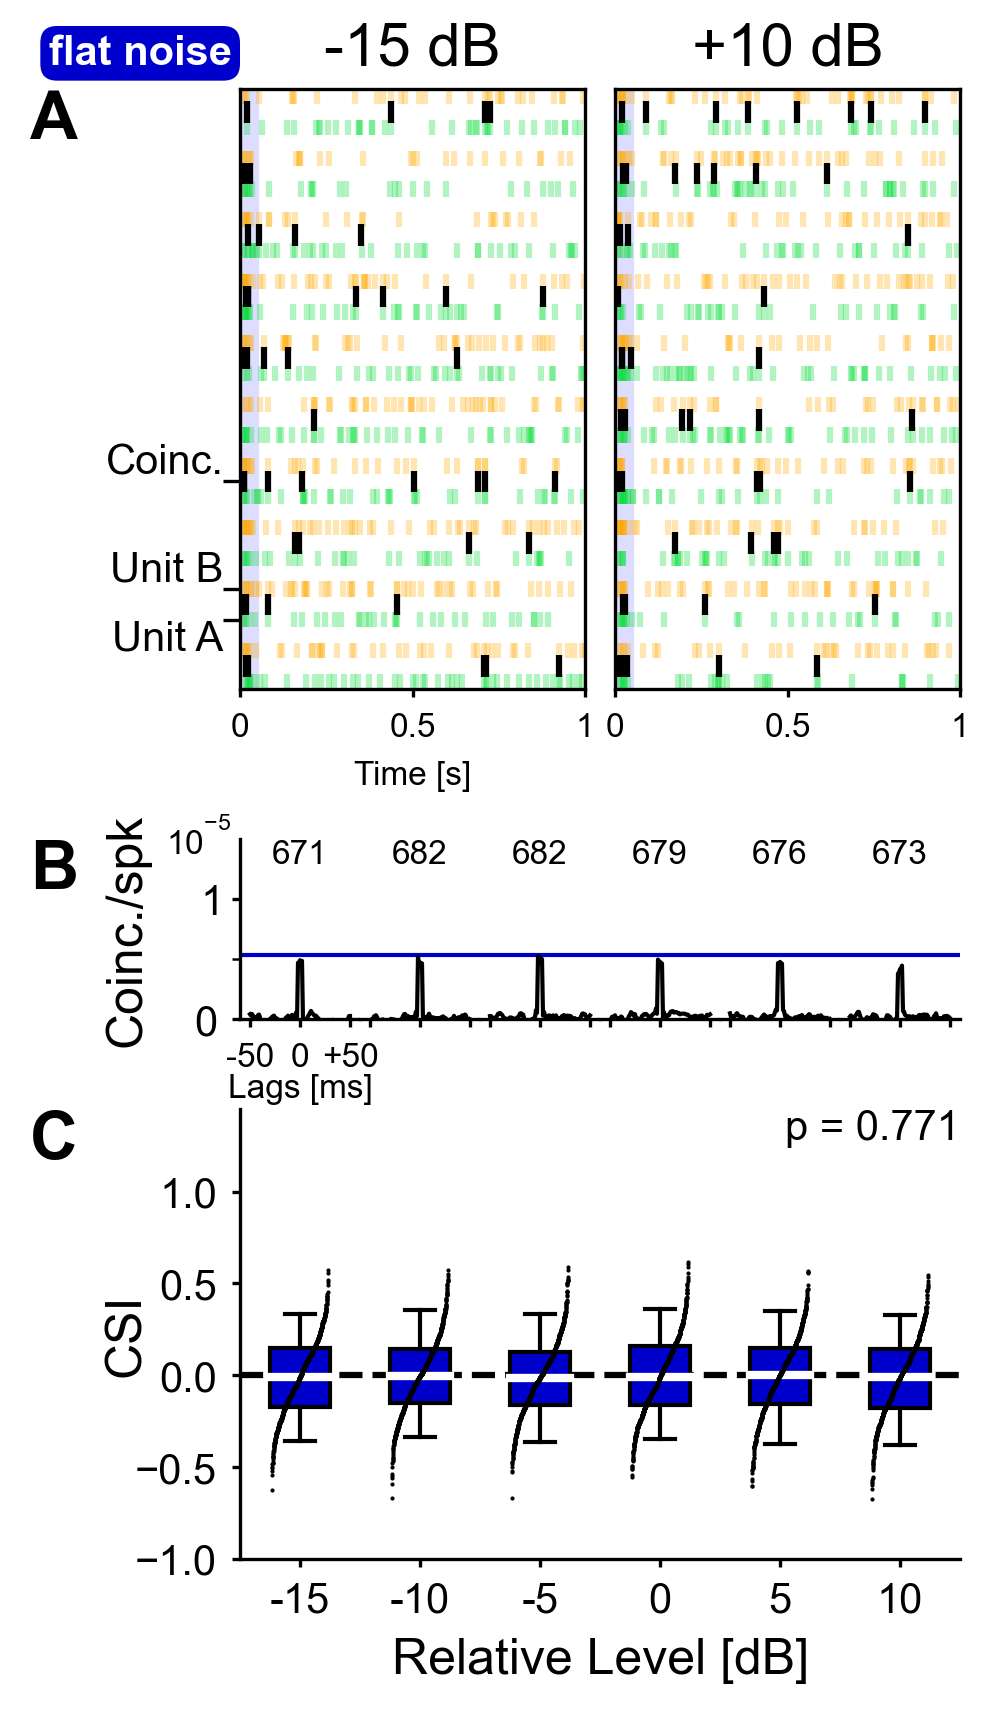 flat noise
-15 dB
+10 dB
A
Coinc.
Unit B
Unit A
0
0.5
1
0
0.5
1
Time [s]
B
Coinc./spk
10⁻⁵
671
682
682
679
676
673
1
0
-50 0 +50
Lags [ms]
C
p = 0.771
CSI
1.0
0.5
0.0
−0.5
−1.0
-15
-10
-5
0
5
10
Relative Level [dB]